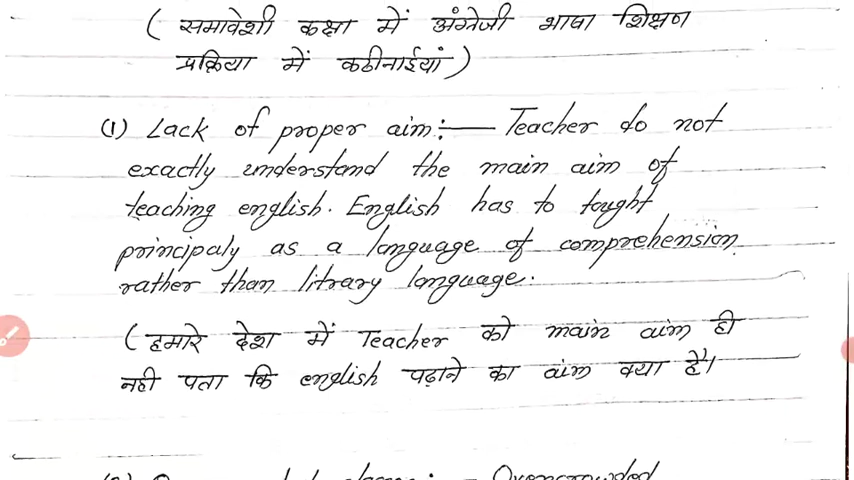 ( समावेशी कक्षा में अंग्रेजी भाषा शिक्षण
प्रक्रिया में कठीनाईयां )
(1) Lack of proper aim:— Teacher do not
exactly understand the main aim of
teaching english. English has to tought
principaly as a language of comprehension
rather than litrary language.
( हमारे देश में Teacher को main aim ही
नही पता कि english पढ़ाने का aim क्या है।
Overcrowded